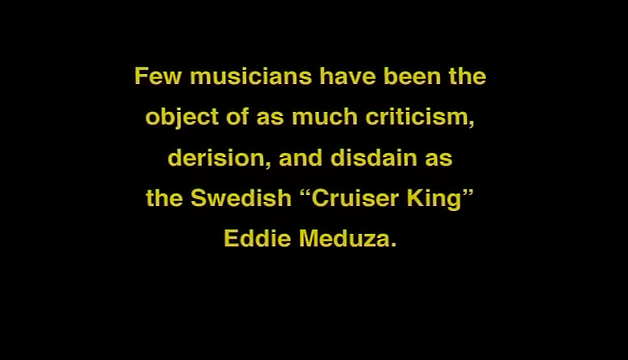 Few musicians have been the
object of as much criticism,
derision, and disdain as
the Swedish “Cruiser King”
Eddie Meduza.